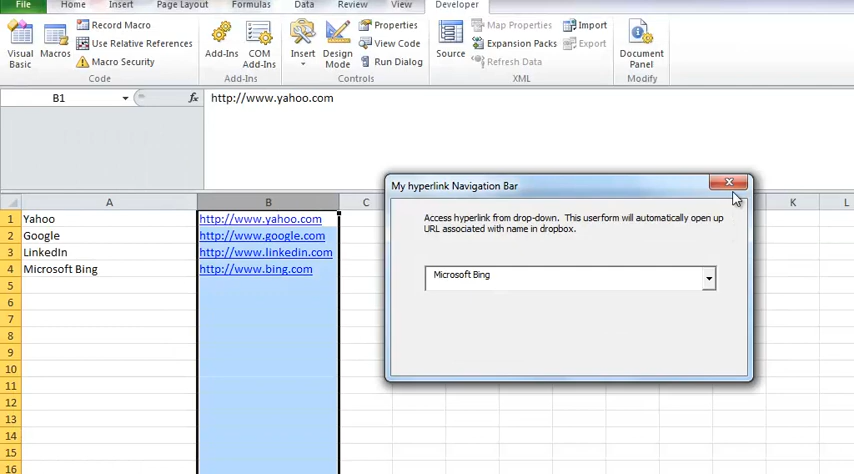 File Home Insert Page Layout Formulas Data Review View Developer
Record Macro Properties Map Properties Import
Use Relative References View Code Expansion Packs Export
Macro Security Run Dialog Refresh Data
Visual Basic Macros Add-Ins COM Add-Ins Insert Design Mode Source Document Panel
Code Add-Ins Controls XML Modify
B1 fx http://www.yahoo.com
A B C K L
1 Yahoo http://www.yahoo.com
2 Google http://www.google.com
3 LinkedIn http://www.linkedin.com
4 Microsoft Bing http://www.bing.com
5
6
7
8
9
10
11
12
13
14
15
16
My hyperlink Navigation Bar
Access hyperlink from drop-down. This userform will automatically open up
URL associated with name in dropbox.
Microsoft Bing